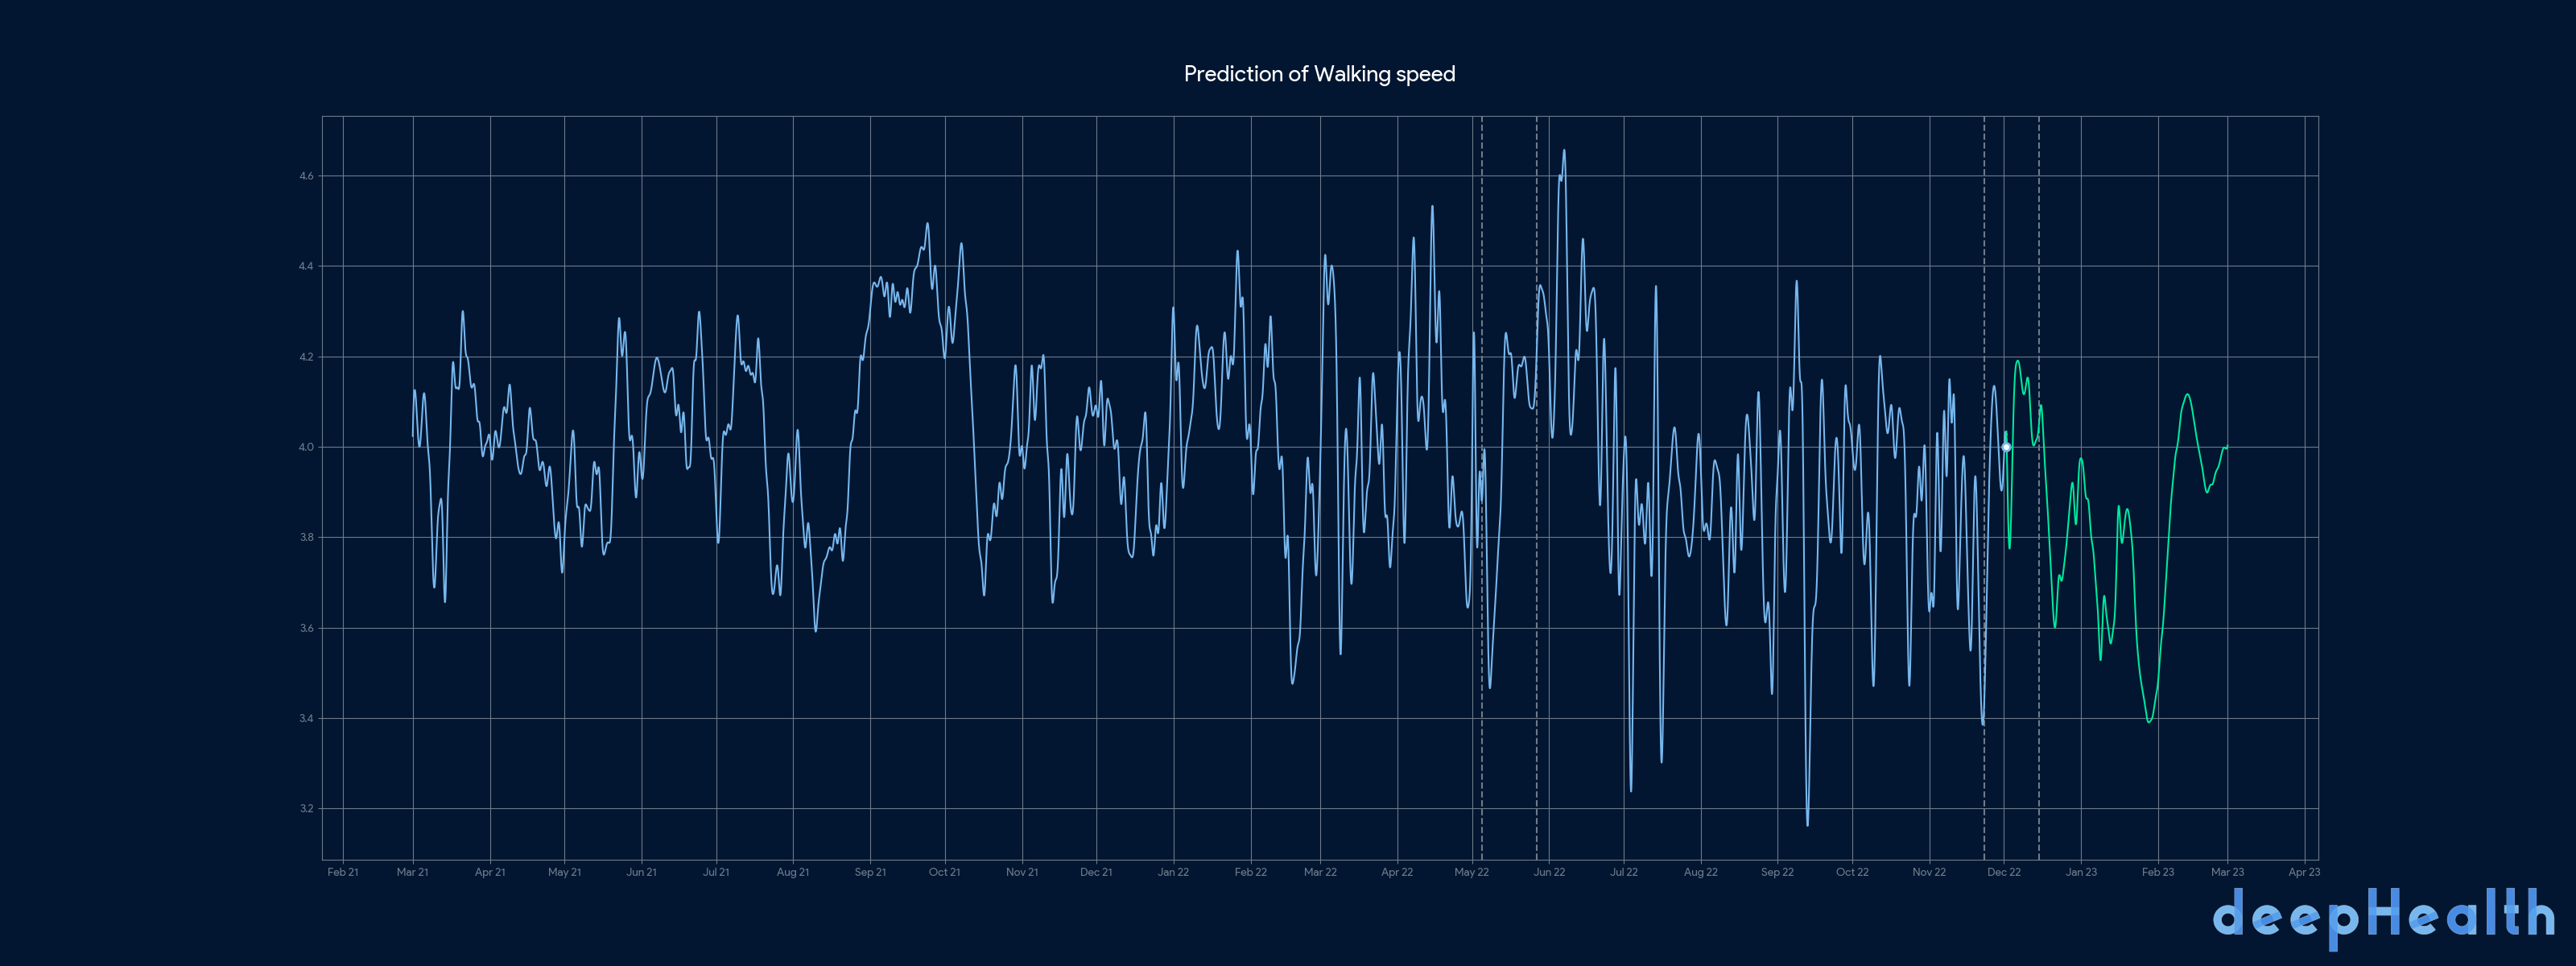 Prediction of Walking speed
4.6
4.4
4.2
4.0
3.8
3.6
3.4
3.2
Feb 21 Mar 21 Apr 21 May 21 Jun 21 Jul 21 Aug 21 Sep 21 Oct 21 Nov 21 Dec 21 Jan 22 Feb 22 Mar 22 Apr 22 May 22 Jun 22 Jul 22 Aug 22 Sep 22 Oct 22 Nov 22 Dec 22 Jan 23 Feb 23 Mar 23 Apr 23
deepHealth